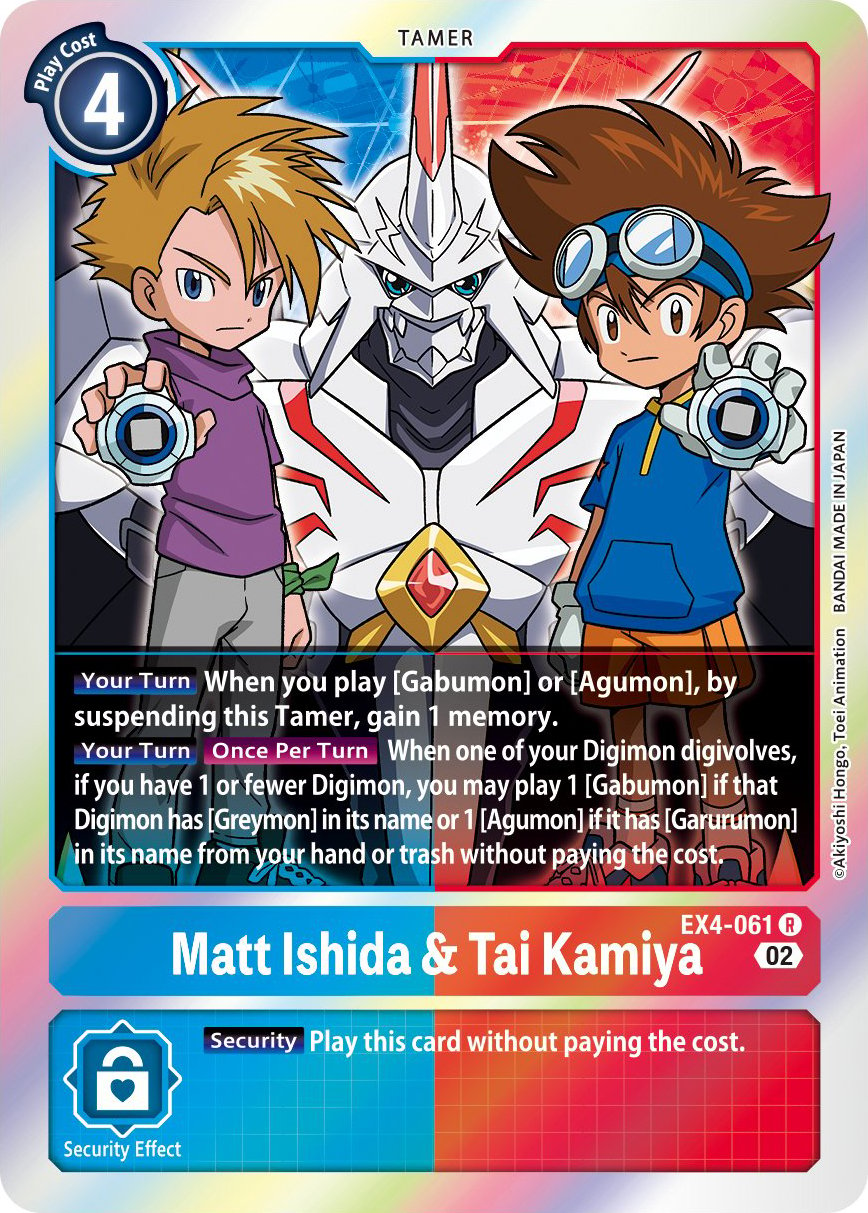 TAMER
Play Cost
4
Your Turn When you play [Gabumon] or [Agumon], by
suspending this Tamer, gain 1 memory.
Your Turn Once Per Turn When one of your Digimon digivolves,
if you have 1 or fewer Digimon, you may play 1 [Gabumon] if that
Digimon has [Greymon] in its name or 1 [Agumon] if it has [Garurumon]
in its name from your hand or trash without paying the cost.
©Akiyoshi Hongo, Toei Animation BANDAI MADE IN JAPAN
EX4-061 R
Matt Ishida & Tai Kamiya
02
Security Play this card without paying the cost.
Security Effect